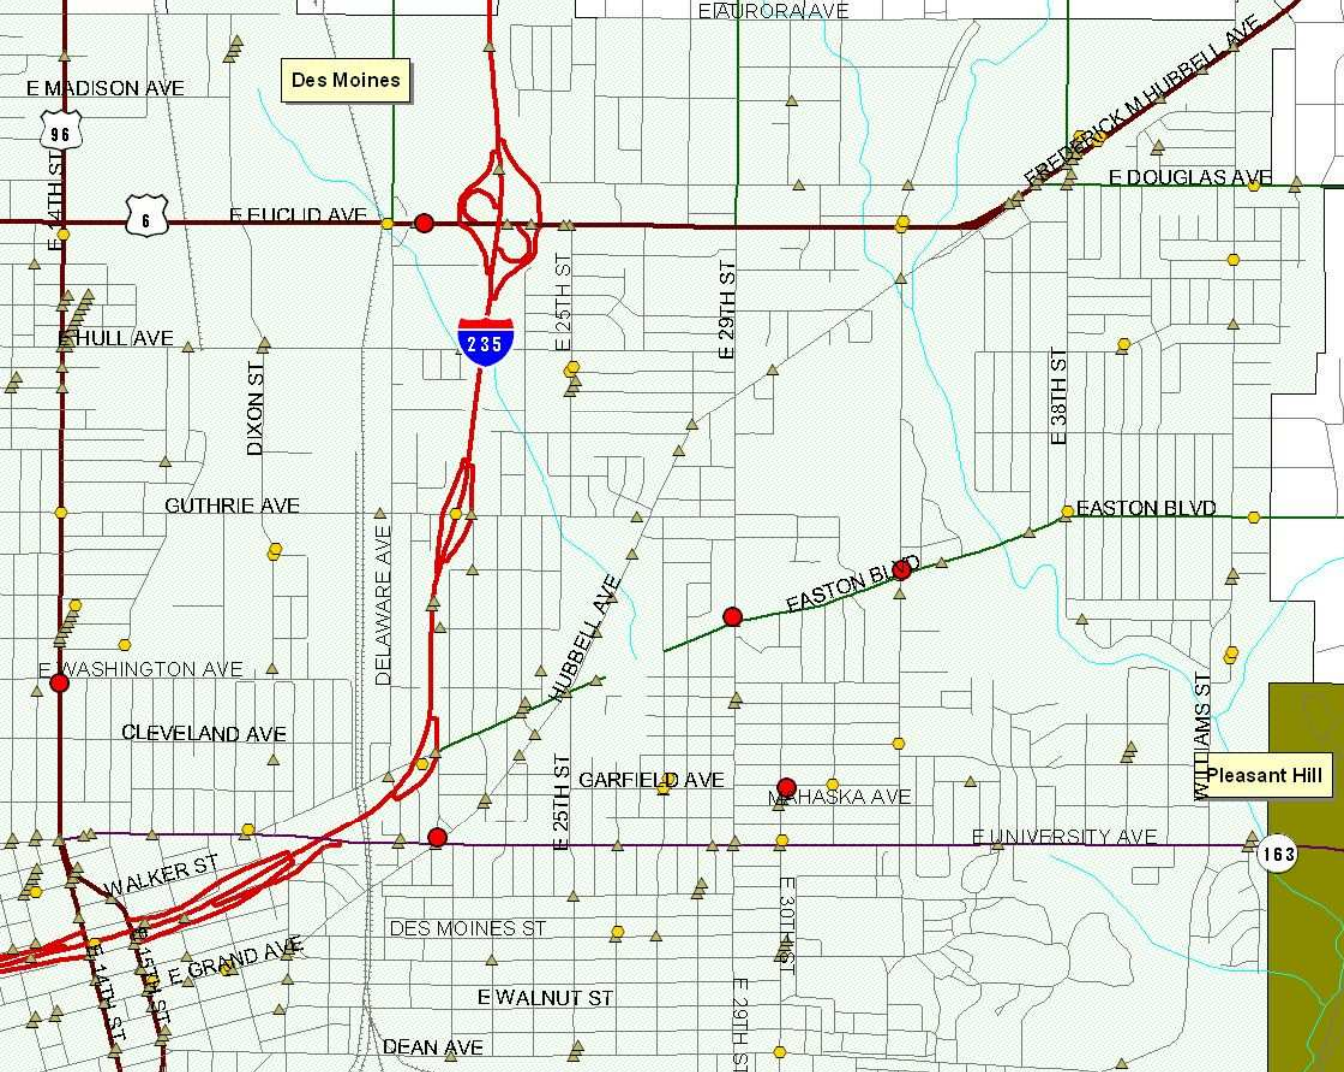 E AURORA AVE
Des Moines
E MADISON AVE
FREDERICK M HUBBELL AVE
96
E DOUGLAS AVE
E 14TH ST
6
E EUCLID AVE
E 25TH ST
E 29TH ST
235
E HULL AVE
DIXON ST
E 38TH ST
GUTHRIE AVE
EASTON BLVD
DELAWARE AVE
EASTON BLVD
HUBBELL AVE
E WASHINGTON AVE
WILLIAMS ST
CLEVELAND AVE
Pleasant Hill
GARFIELD AVE
E 25TH ST
MAHASKA AVE
E UNIVERSITY AVE
163
WALKER ST
E 30TH ST
DES MOINES ST
E GRAND AVE
E 15TH ST
E 14TH ST
E WALNUT ST
E 29TH ST
DEAN AVE